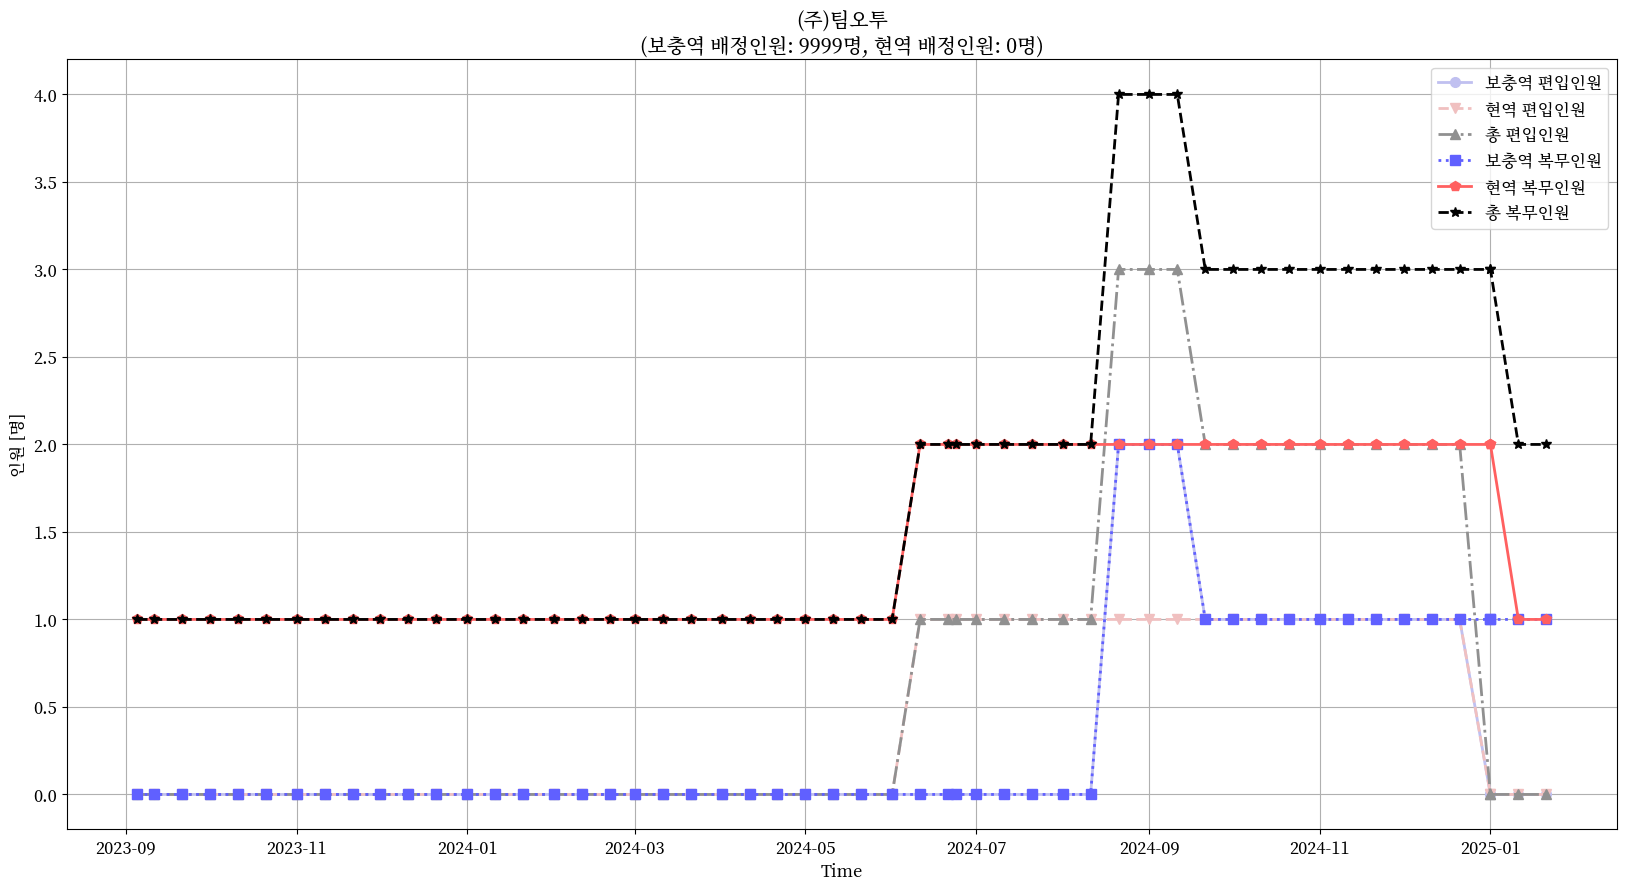 (주)팀오투
(보충역 배정인원: 9999명, 현역 배정인원: 0명)
보충역 편입인원
현역 편입인원
총 편입인원
보충역 복무인원
현역 복무인원
총 복무인원
4.0
3.5
3.0
2.5
2.0
1.5
1.0
0.5
0.0
인원 [명]
2023-09 2023-11 2024-01 2024-03 2024-05 2024-07 2024-09 2024-11 2025-01
Time